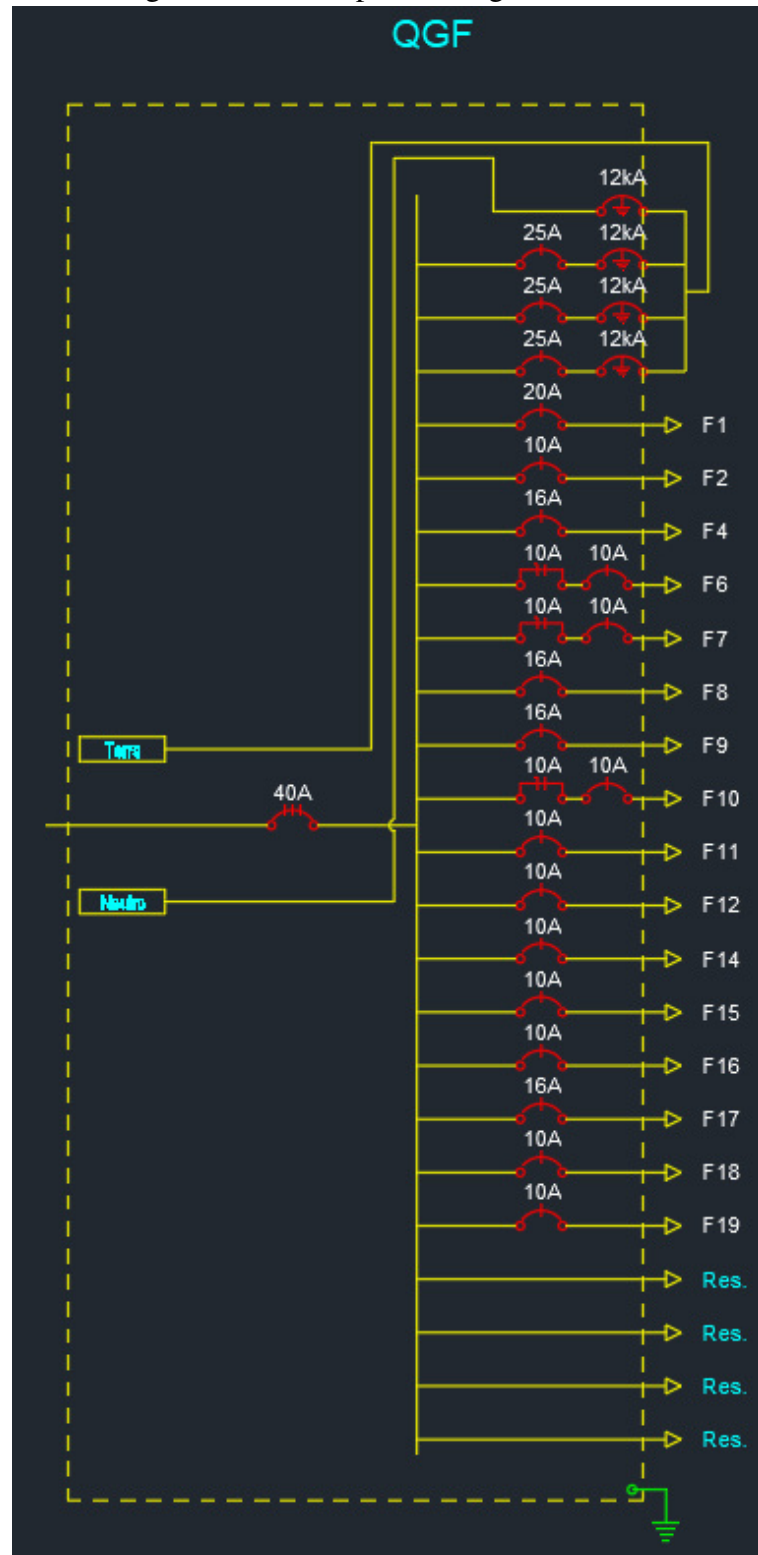 QGF
12kA
25A 12kA
25A 12kA
25A 12kA
20A
F1
10A
F2
16A
F4
10A 10A
F6
10A 10A
F7
16A
F8
16A
F9
Terra
10A 10A
F10
40A
10A
F11
10A
F12
Neutro
10A
F14
10A
F15
10A
F16
16A
F17
10A
F18
10A
F19
Res.
Res.
Res.
Res.